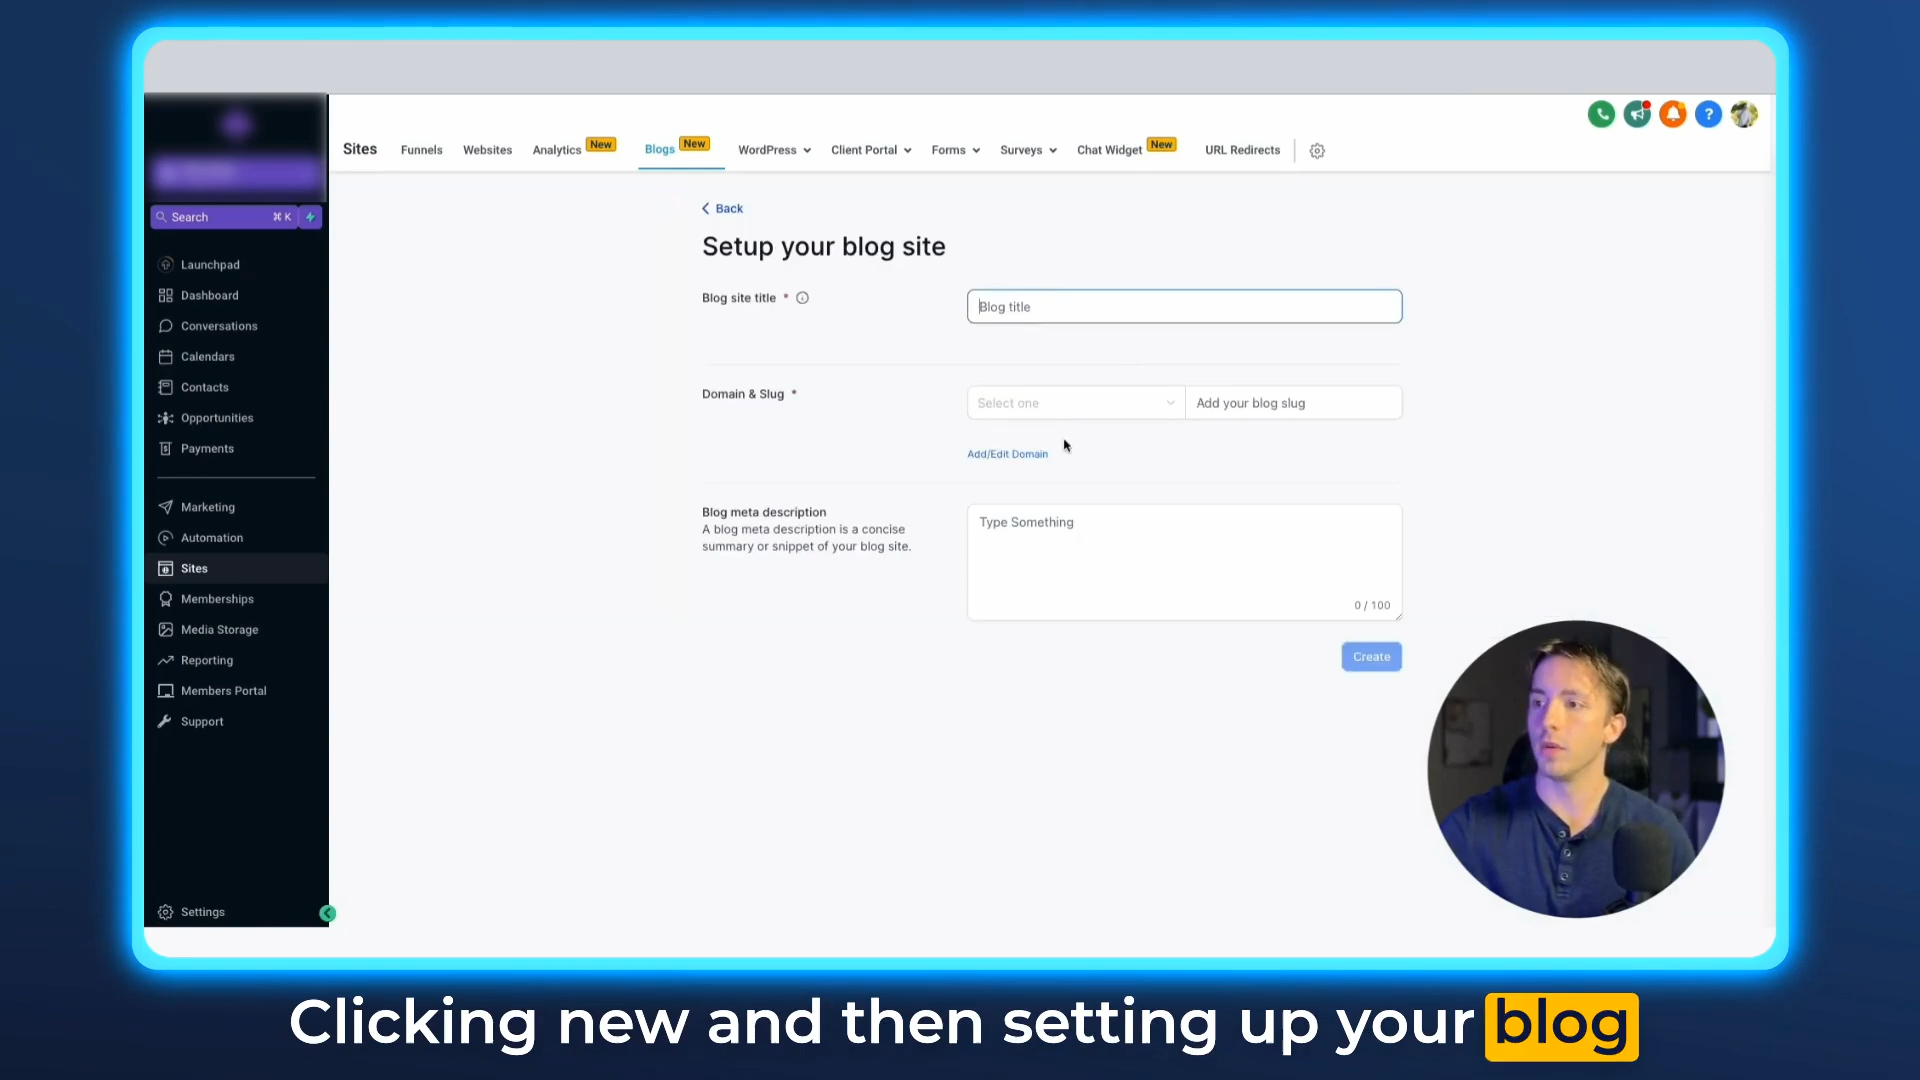 Sites Funnels Websites Analytics New Blogs New WordPress Client Portal Forms Surveys Chat Widget New URL Redirects
Search ⌘ K
Launchpad
Dashboard
Conversations
Calendars
Contacts
Opportunities
Payments
Marketing
Automation
Sites
Memberships
Media Storage
Reporting
Members Portal
Support
Settings
Back
Setup your blog site
Blog site title *
Blog title
Domain & Slug *
Select one
Add your blog slug
Add/Edit Domain
Blog meta description
A blog meta description is a concise
summary or snippet of your blog site.
Type Something
0 / 100
Create
Clicking new and then setting up your blog